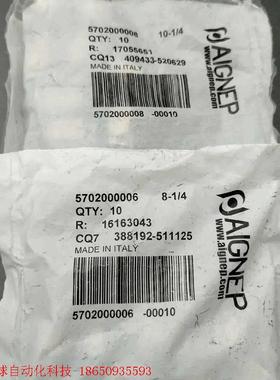 5702000008 10-1/4
QTY: 10
R: 17055651
CQ13 409433-520629
MADE IN ITALY
5702000008 -00010
AIGNEP
www.aignep.com
5702000006 8-1/4
QTY: 10
R: 16163043
CQ7 388192-511125
MADE IN ITALY
5702000006 -00010
AIGNEP
www.aignep.com
球自动化科技 - 18650935593